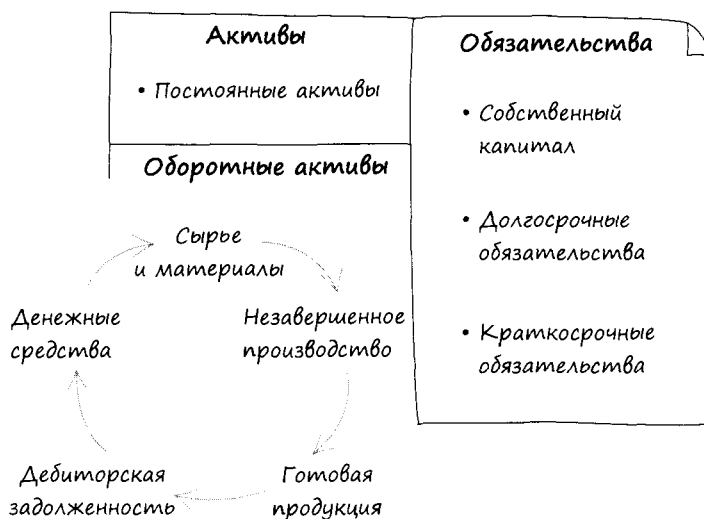 Активы
• Постоянные активы
Оборотные активы
Сырье
и материалы
Незавершенное
производство
Готовая
продукция
Дебиторская
задолженность
Денежные
средства
Обязательства
• Собственный
капитал
• Долгосрочные
обязательства
• Краткосрочные
обязательства